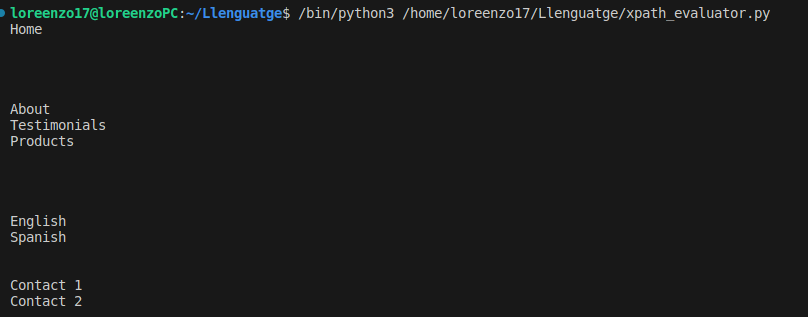 loreenzo17@loreenzoPC:~/Llenguatge$ /bin/python3 /home/loreenzo17/Llenguatge/xpath_evaluator.py
Home
About
Testimonials
Products
English
Spanish
Contact 1
Contact 2